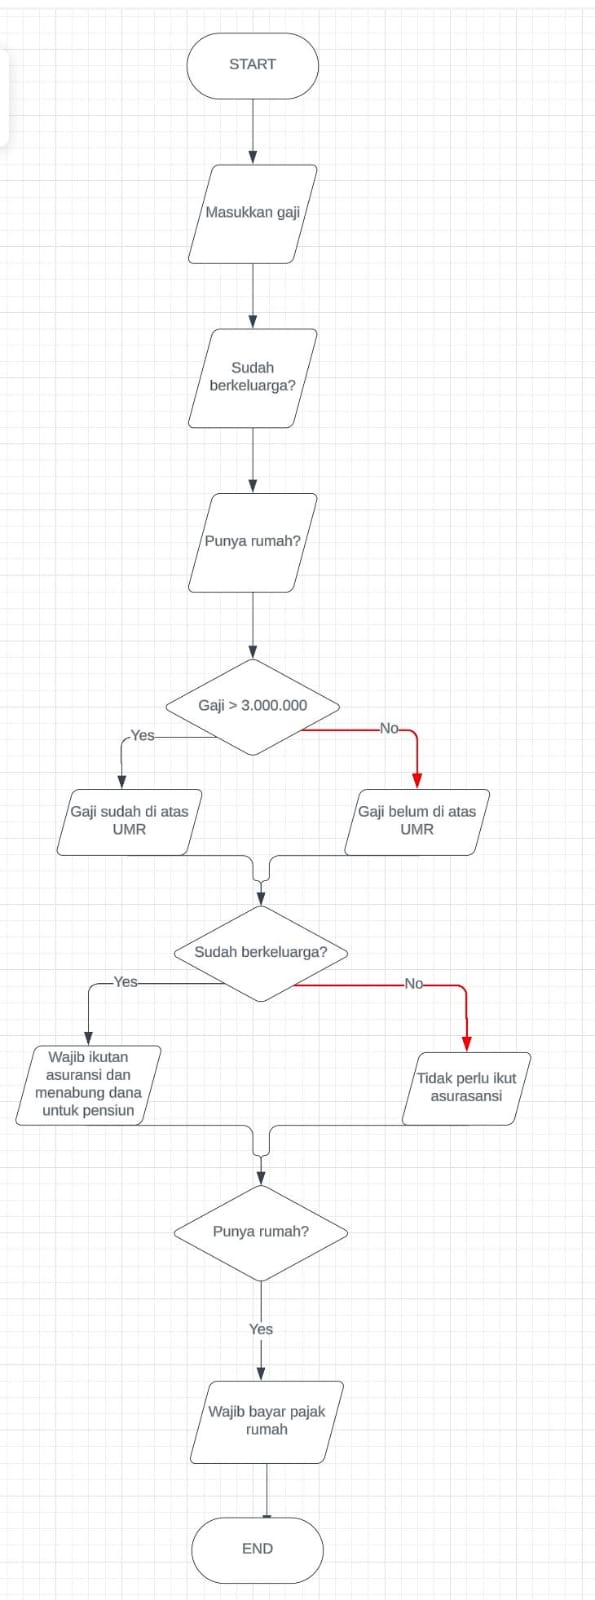 START
Masukkan gaji
Sudah
berkeluarga?
Punya rumah?
Gaji > 3.000.000
Yes
No
Gaji sudah di atas
UMR
Gaji belum di atas
UMR
Sudah berkeluarga?
Yes
No
Wajib ikutan
asuransi dan
menabung dana
untuk pensiun
Tidak perlu ikut
asurasansi
Punya rumah?
Yes
Wajib bayar pajak
rumah
END